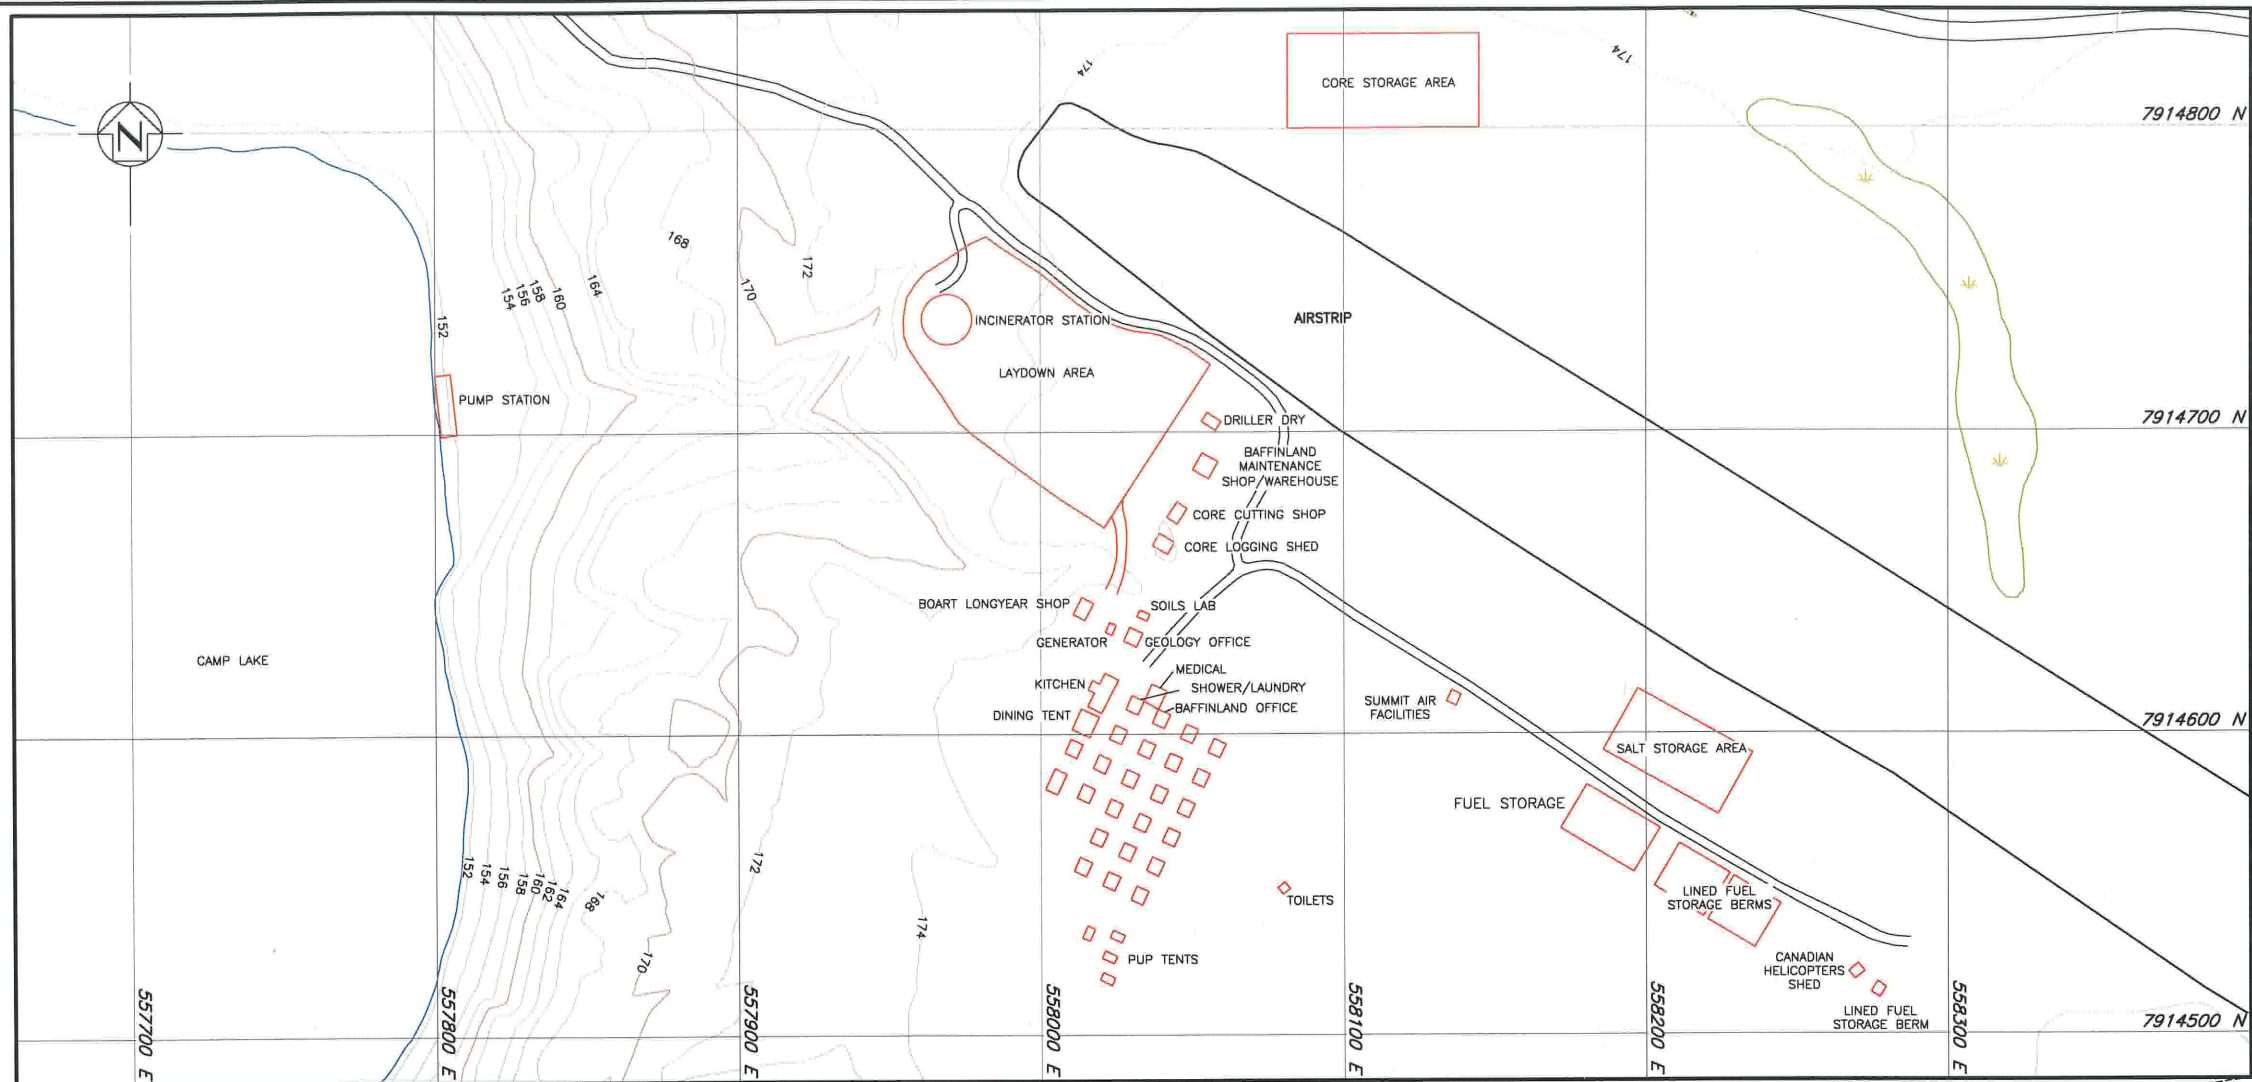 174
174
CORE STORAGE AREA
7914800 N
N
168
172
170
164
160
158
156
154
152
INCINERATOR STATION
AIRSTRIP
LAYDOWN AREA
PUMP STATION
DRILLER DRY
7914700 N
BAFFINLAND
MAINTENANCE
SHOP/WAREHOUSE
CORE CUTTING SHOP
CORE LOGGING SHED
BOART LONGYEAR SHOP
SOILS LAB
GENERATOR
GEOLOGY OFFICE
CAMP LAKE
MEDICAL
KITCHEN
SHOWER/LAUNDRY
BAFFINLAND OFFICE
DINING TENT
SUMMIT AIR
FACILITIES
7914600 N
SALT STORAGE AREA
FUEL STORAGE
152
154
156
158
160
162
164
168
172
170
174
TOILETS
LINED FUEL
STORAGE BERMS
PUP TENTS
CANADIAN
HELICOPTERS
SHED
LINED FUEL
STORAGE BERM
7914500 N
557700 E
557800 E
557900 E
558000 E
558100 E
558200 E
558300 E